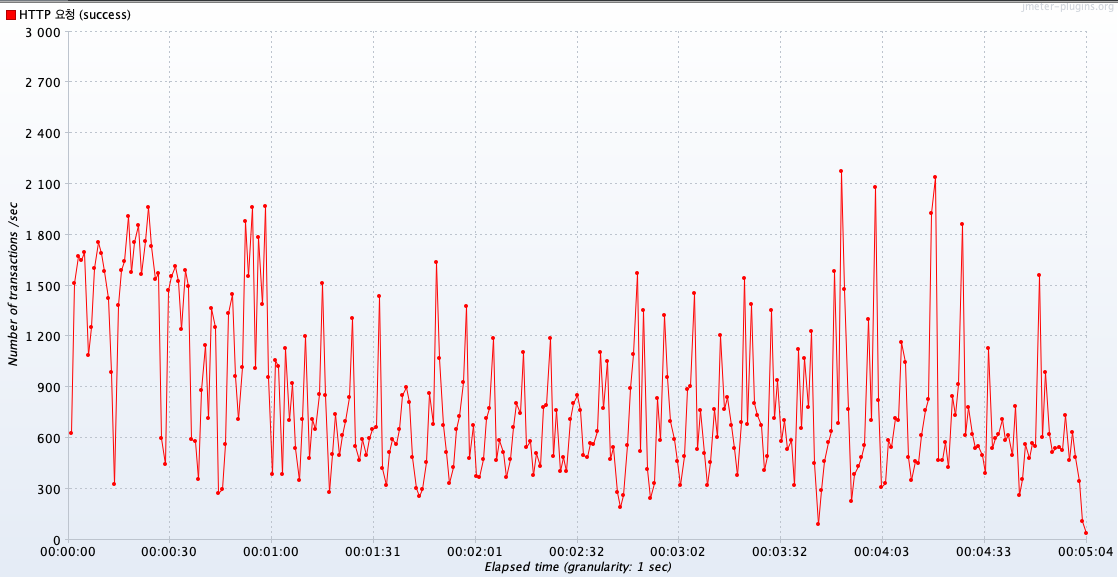 jmeter-plugins.org
HTTP 요청 (success)
3 000
2 700
2 400
2 100
1 800
1 500
1 200
900
600
300
0
Number of transactions /sec
00:00:00 00:00:30 00:01:00 00:01:31 00:02:01 00:02:32 00:03:02 00:03:32 00:04:03 00:04:33 00:05:04
Elapsed time (granularity: 1 sec)